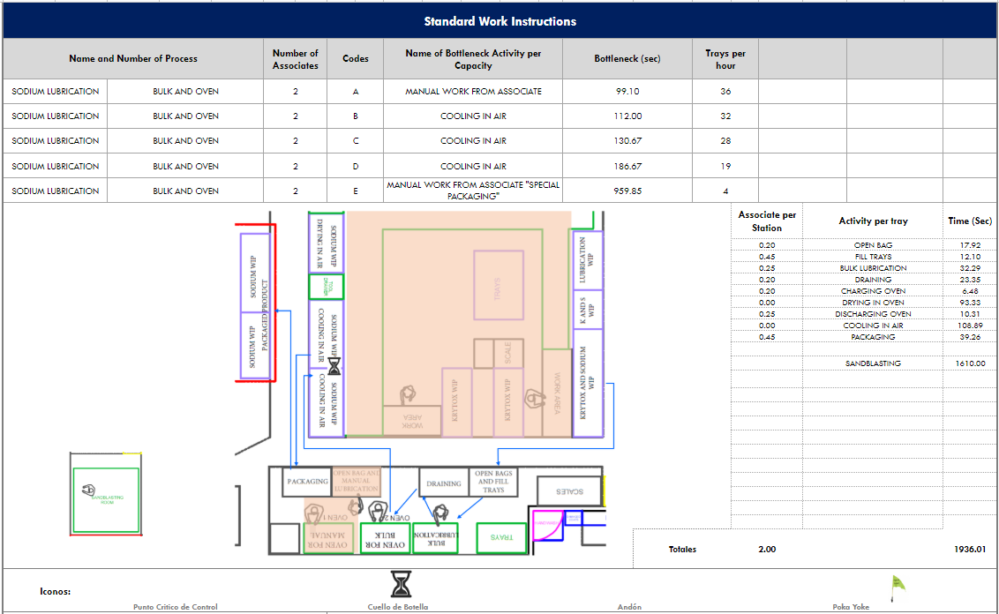 Standard Work Instructions
Name and Number of Process
Number of
Associates
Codes
Name of Bottleneck Activity per
Capacity
Bottleneck (sec)
Trays per
hour
SODIUM LUBRICATION BULK AND OVEN 2 A MANUAL WORK FROM ASSOCIATE 99.10 36
SODIUM LUBRICATION BULK AND OVEN 2 B COOLING IN AIR 112.00 32
SODIUM LUBRICATION BULK AND OVEN 2 C COOLING IN AIR 130.67 28
SODIUM LUBRICATION BULK AND OVEN 2 D COOLING IN AIR 186.67 19
SODIUM LUBRICATION BULK AND OVEN 2 E MANUAL WORK FROM ASSOCIATE "SPECIAL
PACKAGING" 959.85 4
Associate per
Station
Activity per tray
Time (Sec)
0.20 OPEN BAG 17.92
0.45 FILL TRAYS 12.10
0.25 BULK LUBRICATION 32.29
0.20 DRAINING 23.35
0.20 CHARGING OVEN 6.48
0.00 DRYING IN OVEN 93.33
0.25 DISCHARGING OVEN 10.31
0.00 COOLING IN AIR 108.89
0.45 PACKAGING 39.26
SANDBLASTING 1610.00
Totales 2.00 1936.01
SODIUM WIP
SODIUM WIP
PACKAGED PRODUCT
SODIUM WIP
DRYING IN AIR
SODIUM WIP
COOLING IN AIR
SODIUM WIP
COOLING IN AIR
TRAYS
SCALE
WORK
AREA
KRYTOX WIP
KRYTOX WIP
WORK AREA
LUBRICATION
WIP
K AND S
WIP
KRYTOX AND SODIUM
WIP
PACKAGING
OPEN BAG AND
MANUAL
LUBRICATION
DRAINING
OPEN BAGS
AND FILL
TRAYS
SCALES
OVEN 1
OVEN 2
OVEN FOR
MANUAL
OVEN FOR
BULK
BULK
LUBRICATION
TRAYS
SANDBLASTING
ROOM
Iconos:
Punto Critico de Control
Cuello de Botella
Andón
Poka Yoke